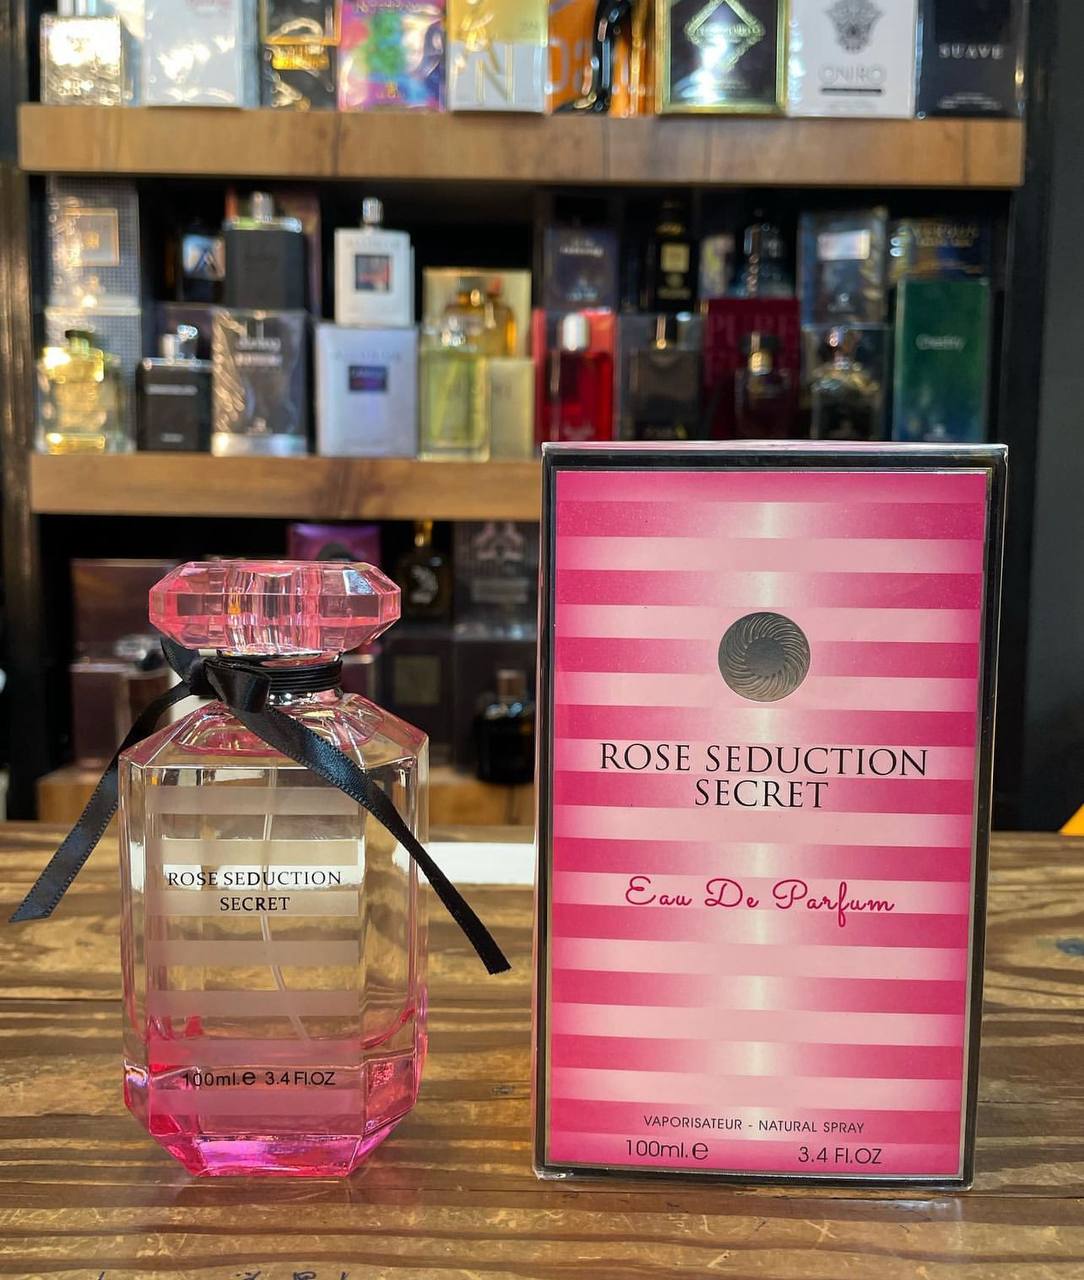 ONIRO
SUAVE
ROSE SEDUCTION
SECRET
Eau De Parfum
VAPORISATEUR - NATURAL SPRAY
100ml.e 3.4 Fl.OZ
ROSE SEDUCTION
SECRET
100ml.e 3.4 Fl.OZ